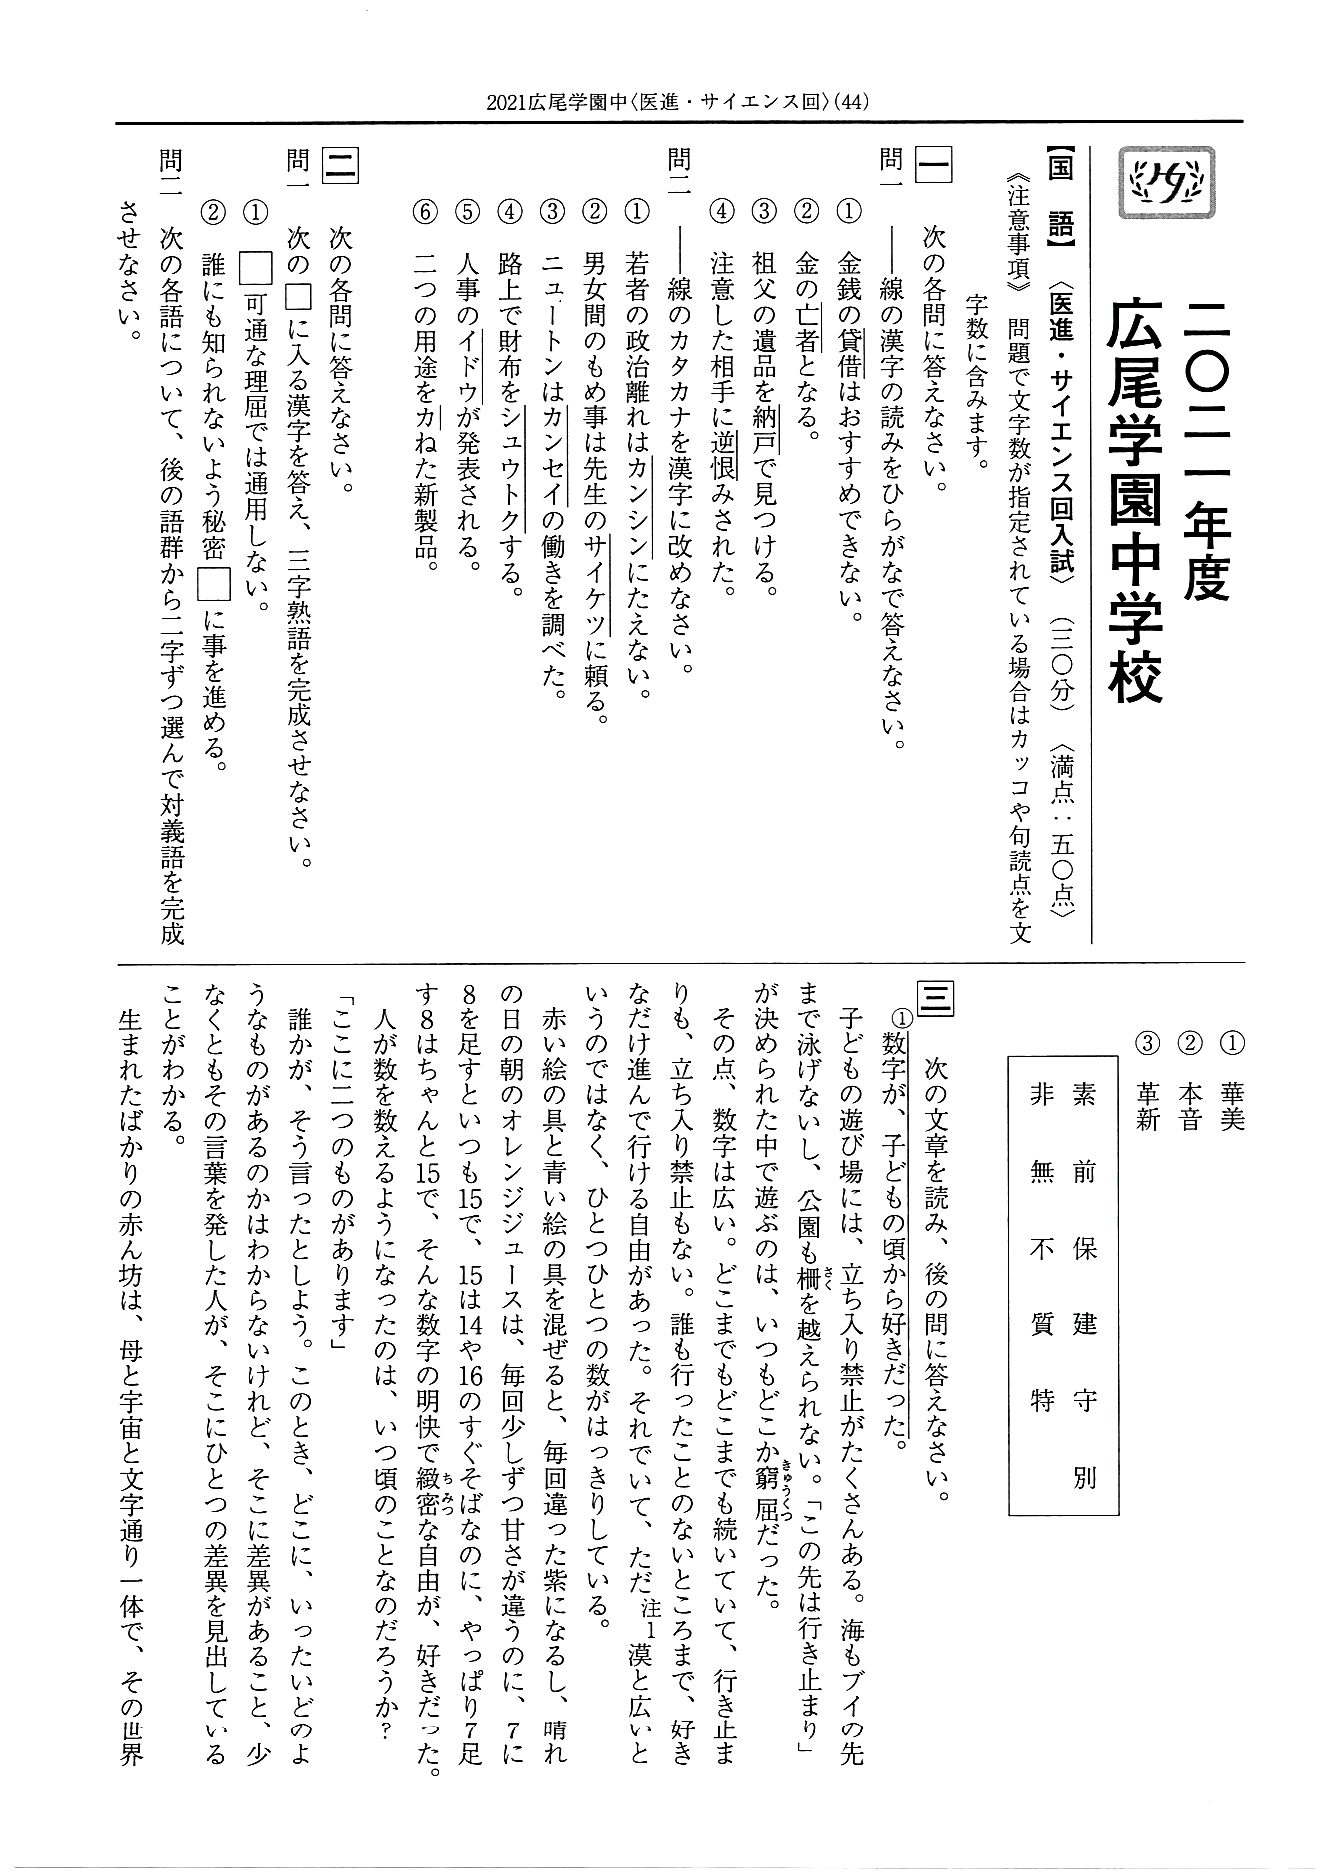 2021広尾学園中〈医進・サイエンス回〉(44)
二〇二一年度
広尾学園中学校
【国語】〈医進・サイエンス回入試〉(三〇分)〈満点：五〇点〉
《注意事項》 問題で文字数が指定されている場合はカッコや句読点を文
字数に含みます。
一 次の各問に答えなさい。
問一 ――線の漢字の読みをひらがなで答えなさい。
① 金銭の貸借はおすすめできない。
② 金の亡者となる。
③ 祖父の遺品を納戸で見つける。
④ 注意した相手に逆恨みされた。
問二 ――線のカタカナを漢字に改めなさい。
① 若者の政治離れはカンシンにたえない。
② 男女間のもめ事は先生のサイケツに頼る。
③ ニュートンはカンセイの働きを調べた。
④ 路上で財布をシュウトクする。
⑤ 人事のイドウが発表される。
⑥ 二つの用途をカねた新製品。
二 次の各問に答えなさい。
問一 次の□に入る漢字を答え、三字熟語を完成させなさい。
① □可通な理屈では通用しない。
② 誰にも知られないよう秘密□に事を進める。
問二 次の各語について、後の語群から二字ずつ選んで対義語を完成
させなさい。
① 華美
② 本音
③ 革新
素 前 保 建 守 別
非 無 不 質 特
三 次の文章を読み、後の問に答えなさい。
①数字が、子どもの頃から好きだった。
子どもの遊び場には、立ち入り禁止がたくさんある。海もブイの先
まで泳げないし、公園も柵さくを越えられない。「この先は行き止まり」
が決められた中で遊ぶのは、いつもどこか窮屈きゅうくつだった。
その点、数字は広い。どこまでもどこまでも続いていて、行き止ま
りも、立ち入り禁止もない。誰も行ったことのないところまで、好き
なだけ進んで行ける自由があった。それでいて、ただ注1漠と広いと
いうのではなく、ひとつひとつの数がはっきりしている。
赤い絵の具と青い絵の具を混ぜると、毎回違った紫になるし、晴れ
の日の朝のオレンジジュースは、毎回少しずつ甘さが違うのに、7に
8を足すといつも15で、15は14や16のすぐそばなのに、やっぱり7足
す8はちゃんと15で、そんな数字の明快で緻密ちみつな自由が、好きだった。
人が数を数えるようになったのは、いつ頃のことなのだろうか？
「ここに二つのものがあります」
誰かが、そう言ったとしよう。このとき、どこに、いったいどのよ
うなものがあるのかはわからないけれど、そこに差異があること、少
なくともその言葉を発した人が、そこにひとつの差異を見出している
ことがわかる。
生まれたばかりの赤ん坊は、母と宇宙と文字通り一体で、その世界